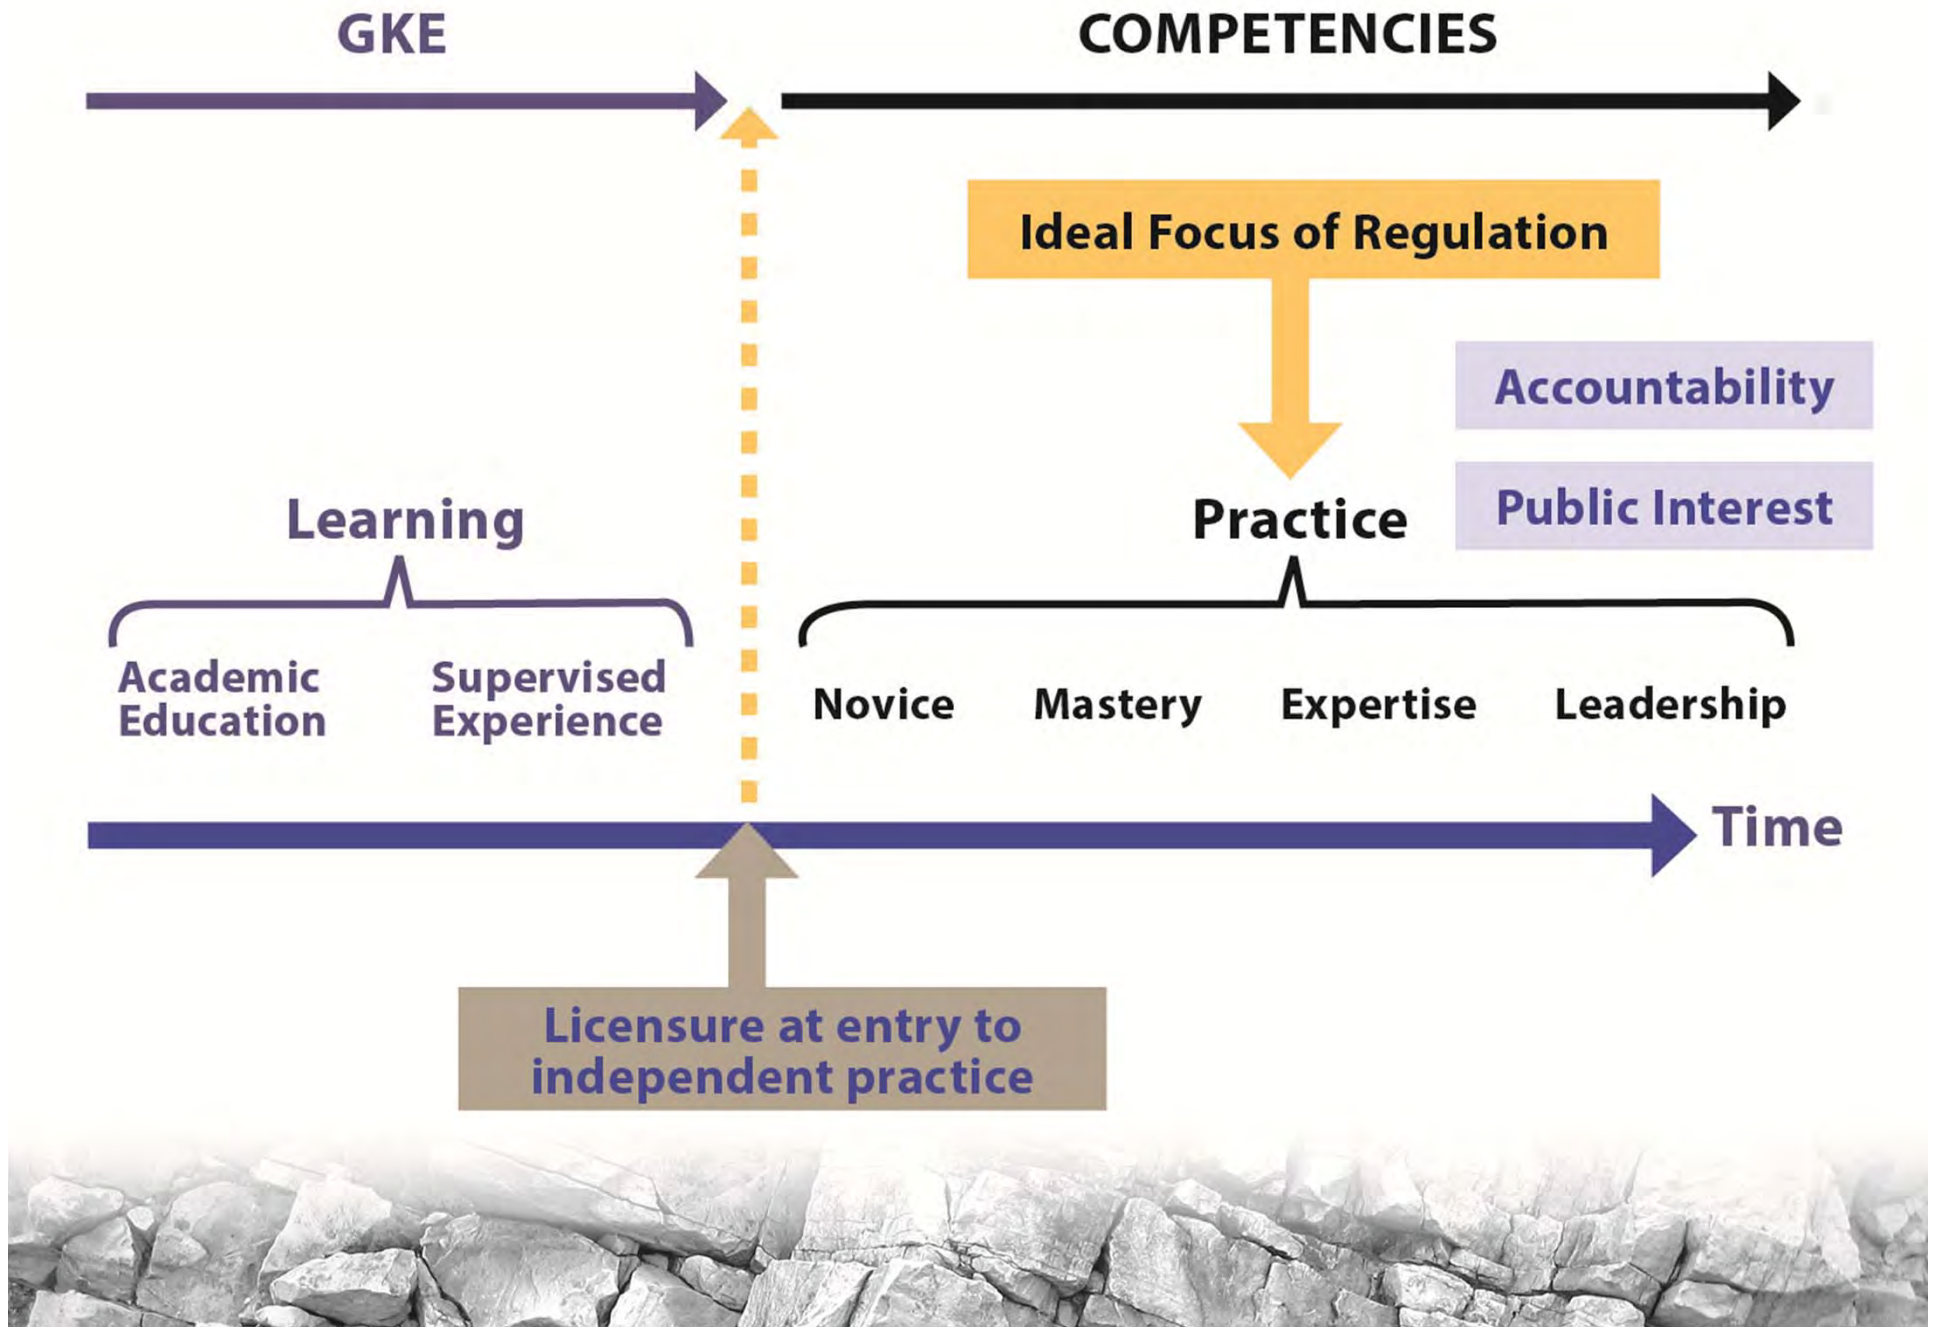 GKE
COMPETENCIES
Ideal Focus of Regulation
Accountability
Public Interest
Learning
Practice
Academic
Education
Supervised
Experience
Novice
Mastery
Expertise
Leadership
Time
Licensure at entry to
independent practice